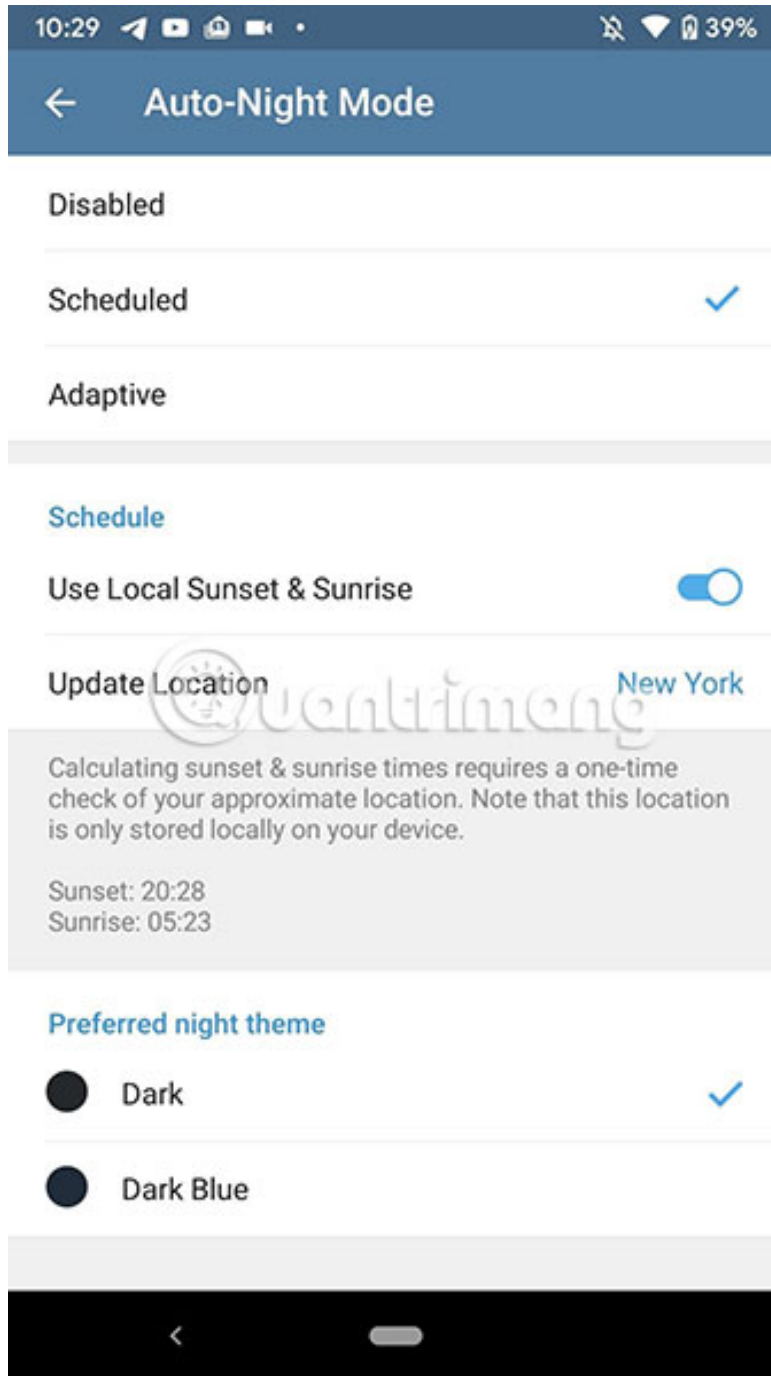 10:29 39%
Auto-Night Mode
Disabled
Scheduled
Adaptive
Schedule
Use Local Sunset & Sunrise
Update Location New York
Quantrimang
Calculating sunset & sunrise times requires a one-time
check of your approximate location. Note that this location
is only stored locally on your device.
Sunset: 20:28
Sunrise: 05:23
Preferred night theme
Dark
Dark Blue